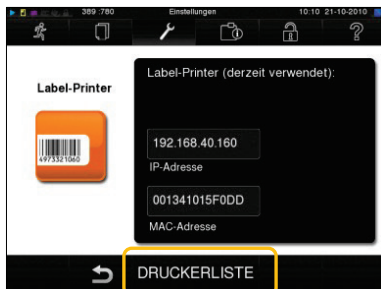 389 :780 Einstellungen 10:10 21-10-2010
Label-Printer
Label-Printer (derzeit verwendet):
4973321060
192.168.40.160
IP-Adresse
001341015F0DD
MAC-Adresse
DRUCKERLISTE